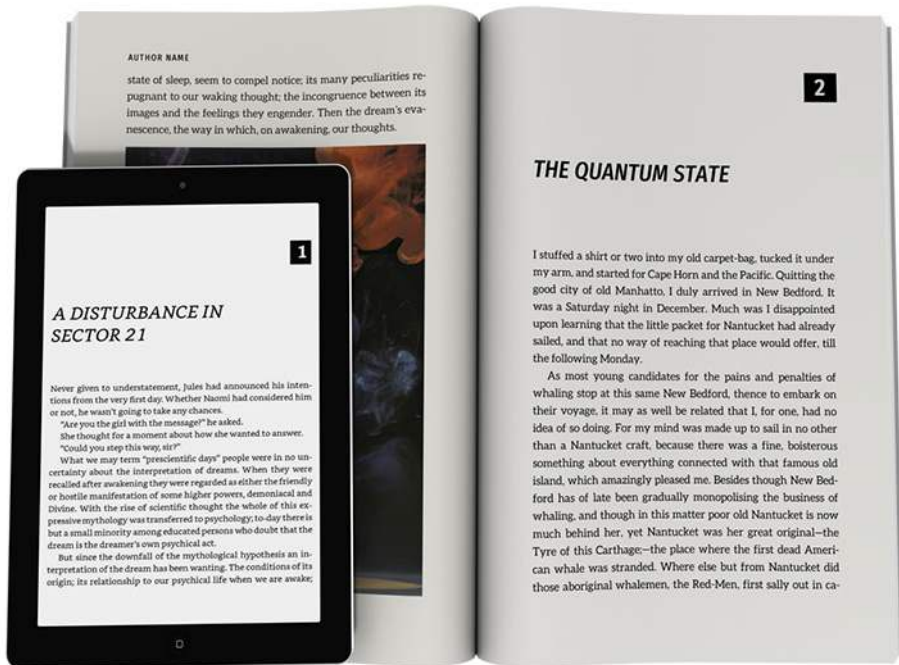 AUTHOR NAME
state of sleep, seem to compel notice; its many peculiarities re-
pugnant to our waking thought; the incongruence between its
images and the feelings they engender. Then the dream's eva-
nescence, the way in which, on awakening, our thoughts.
1
A DISTURBANCE IN
SECTOR 21
Never given to understatement, Jules had announced his inten-
tions from the very first day. Whether Naomi had considered him
or not, he wasn't going to take any chances.
"Are you the girl with the message?" he asked.
She thought for a moment about how she wanted to answer.
"Could you step this way, sir?"
What we may term "prescientific days" people were in no un-
certainty about the interpretation of dreams. When they were
recalled after awakening they were regarded as either the friendly
or hostile manifestation of some higher powers, demoniacal and
Divine. With the rise of scientific thought the whole of this ex-
pressive mythology was transferred to psychology; to-day there is
but a small minority among educated persons who doubt that the
dream is the dreamer's own psychical act.
But since the downfall of the mythological hypothesis an in-
terpretation of the dream has been wanting. The conditions of its
origin; its relationship to our psychical life when we are awake;
2
THE QUANTUM STATE
I stuffed a shirt or two into my old carpet-bag, tucked it under
my arm, and started for Cape Horn and the Pacific. Quitting the
good city of old Manhatto, I duly arrived in New Bedford. It
was a Saturday night in December. Much was I disappointed
upon learning that the little packet for Nantucket had already
sailed, and that no way of reaching that place would offer, till
the following Monday.
As most young candidates for the pains and penalties of
whaling stop at this same New Bedford, thence to embark on
their voyage, it may as well be related that I, for one, had no
idea of so doing. For my mind was made up to sail in no other
than a Nantucket craft, because there was a fine, boisterous
something about everything connected with that famous old
island, which amazingly pleased me. Besides though New Bed-
ford has of late been gradually monopolising the business of
whaling, and though in this matter poor old Nantucket is now
much behind her, yet Nantucket was her great original—the
Tyre of this Carthage;—the place where the first dead Ameri-
can whale was stranded. Where else but from Nantucket did
those aboriginal whalemen, the Red-Men, first sally out in ca-